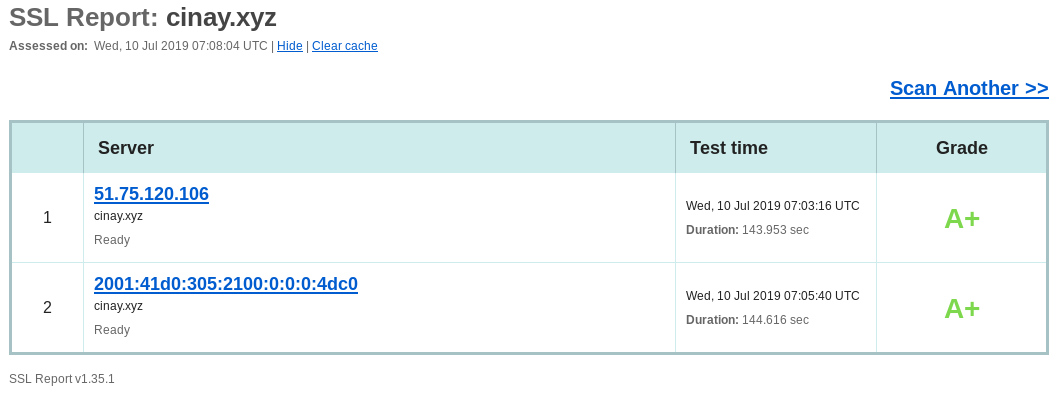 SSL Report: cinay.xyz
Assessed on: Wed, 10 Jul 2019 07:08:04 UTC | Hide | Clear cache
Scan Another >>
Server Test time Grade
1
51.75.120.106
cinay.xyz
Ready
Wed, 10 Jul 2019 07:03:16 UTC
Duration: 143.953 sec
A+
2
2001:41d0:305:2100:0:0:0:4dc0
cinay.xyz
Ready
Wed, 10 Jul 2019 07:05:40 UTC
Duration: 144.616 sec
A+
SSL Report v1.35.1